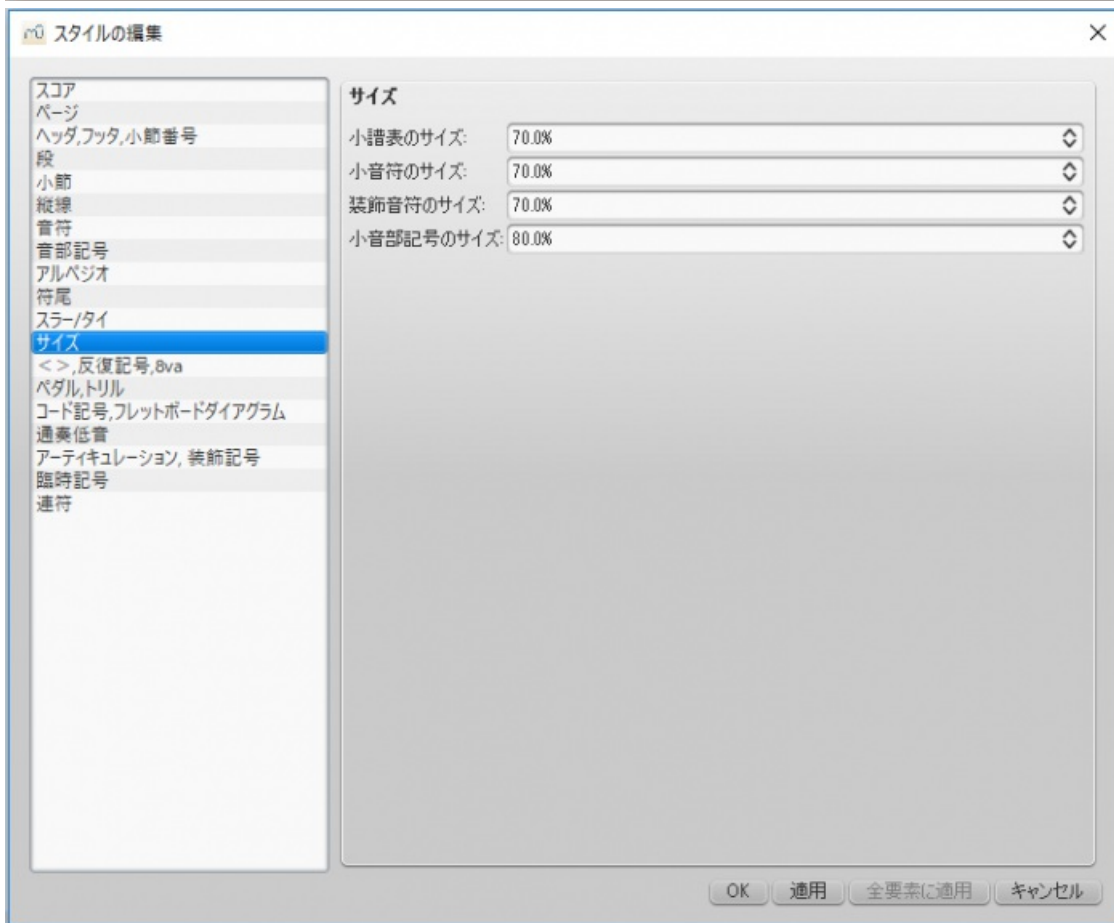 スタイルの編集
スコア
ページ
ヘッダ,フッタ,小節番号
段
小節
縦線
音符
音部記号
アルペジオ
符尾
スラー/タイ
サイズ
< >,反復記号,8va
ペダル,トリル
コード記号,フレットボードダイアグラム
通奏低音
アーティキュレーション, 装飾記号
臨時記号
連符
サイズ
小譜表のサイズ: 70.0%
小音符のサイズ: 70.0%
装飾音符のサイズ: 70.0%
小音部記号のサイズ: 80.0%
OK 適用 全要素に適用 キャンセル